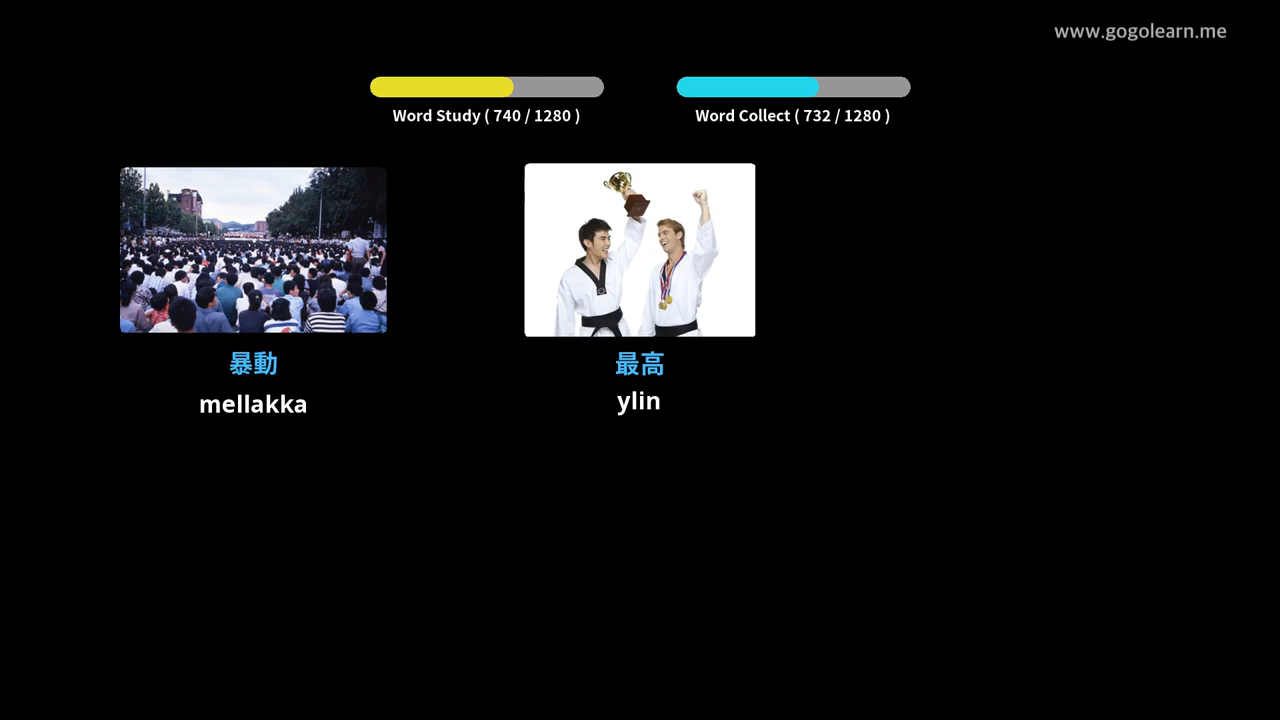 www.gogolearn.me
Word Study ( 740 / 1280 )
Word Collect ( 732 / 1280 )
暴動
mellakka
最高
ylin